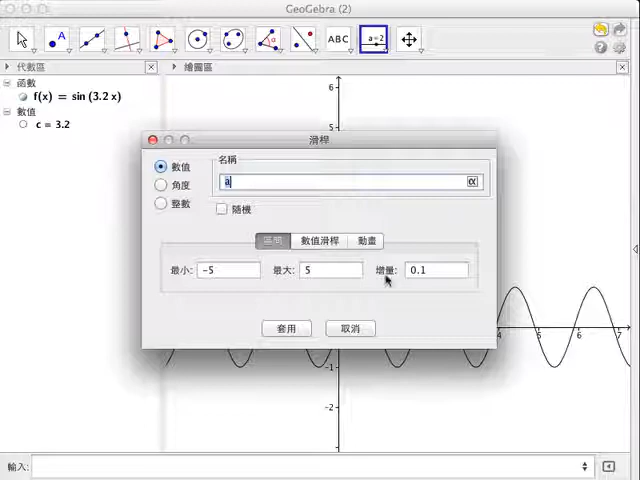 GeoGebra (2)
ABC
a=2
A
代數區
繪圖區
函數
f(x) = sin (3.2 x)
數值
c = 3.2
6
5
滑桿
數值
角度
整數
名稱
a
α
隨機
區間
數值滑桿
動畫
最小: -5
最大: 5
增量: 0.1
套用
取消
4
5
6
7
-1
-2
輸入: